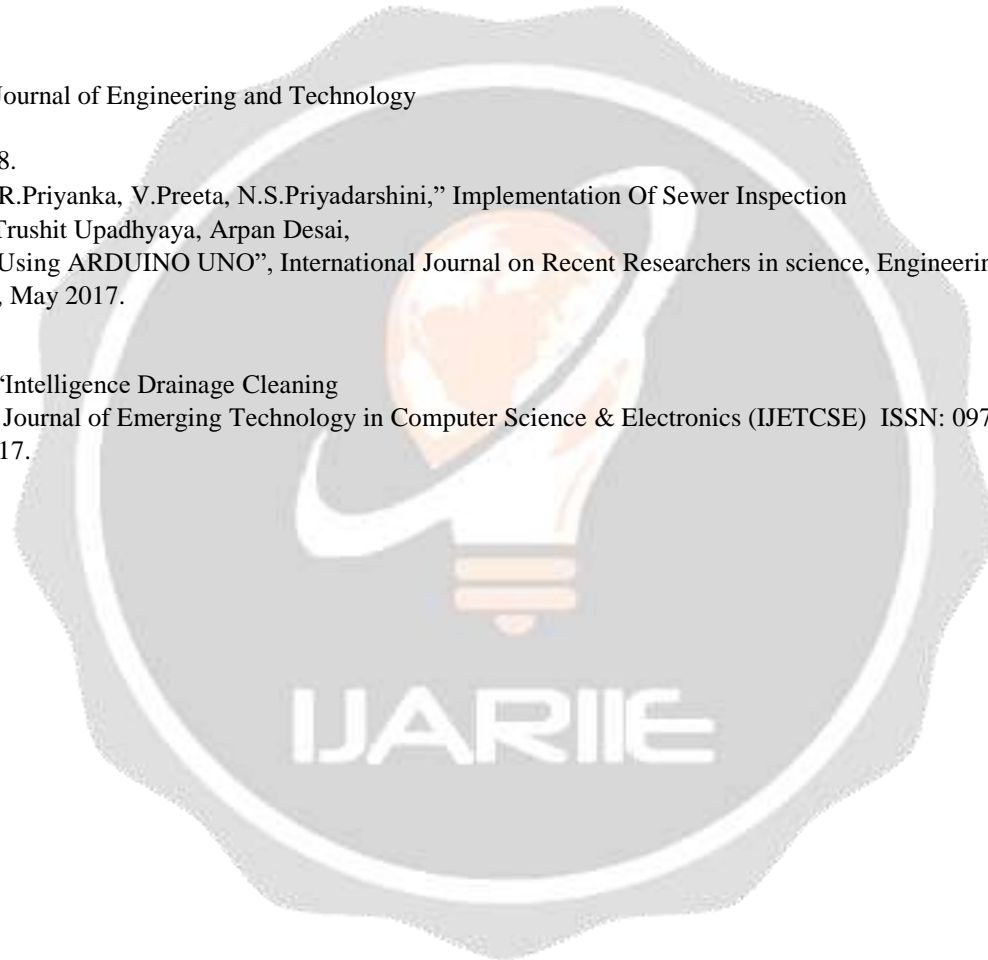 Journal of Engineering and Technology
8.
R.Priyanka, V.Preeta, N.S.Priyadarshini,” Implementation Of Sewer Inspection
Trushit Upadhyaya, Arpan Desai,
Using ARDUINO UNO”, International Journal on Recent Researchers in science, Engineerin
, May 2017.
“Intelligence Drainage Cleaning
Journal of Emerging Technology in Computer Science & Electronics (IJETCSE) ISSN: 097
17.
IJARIIE